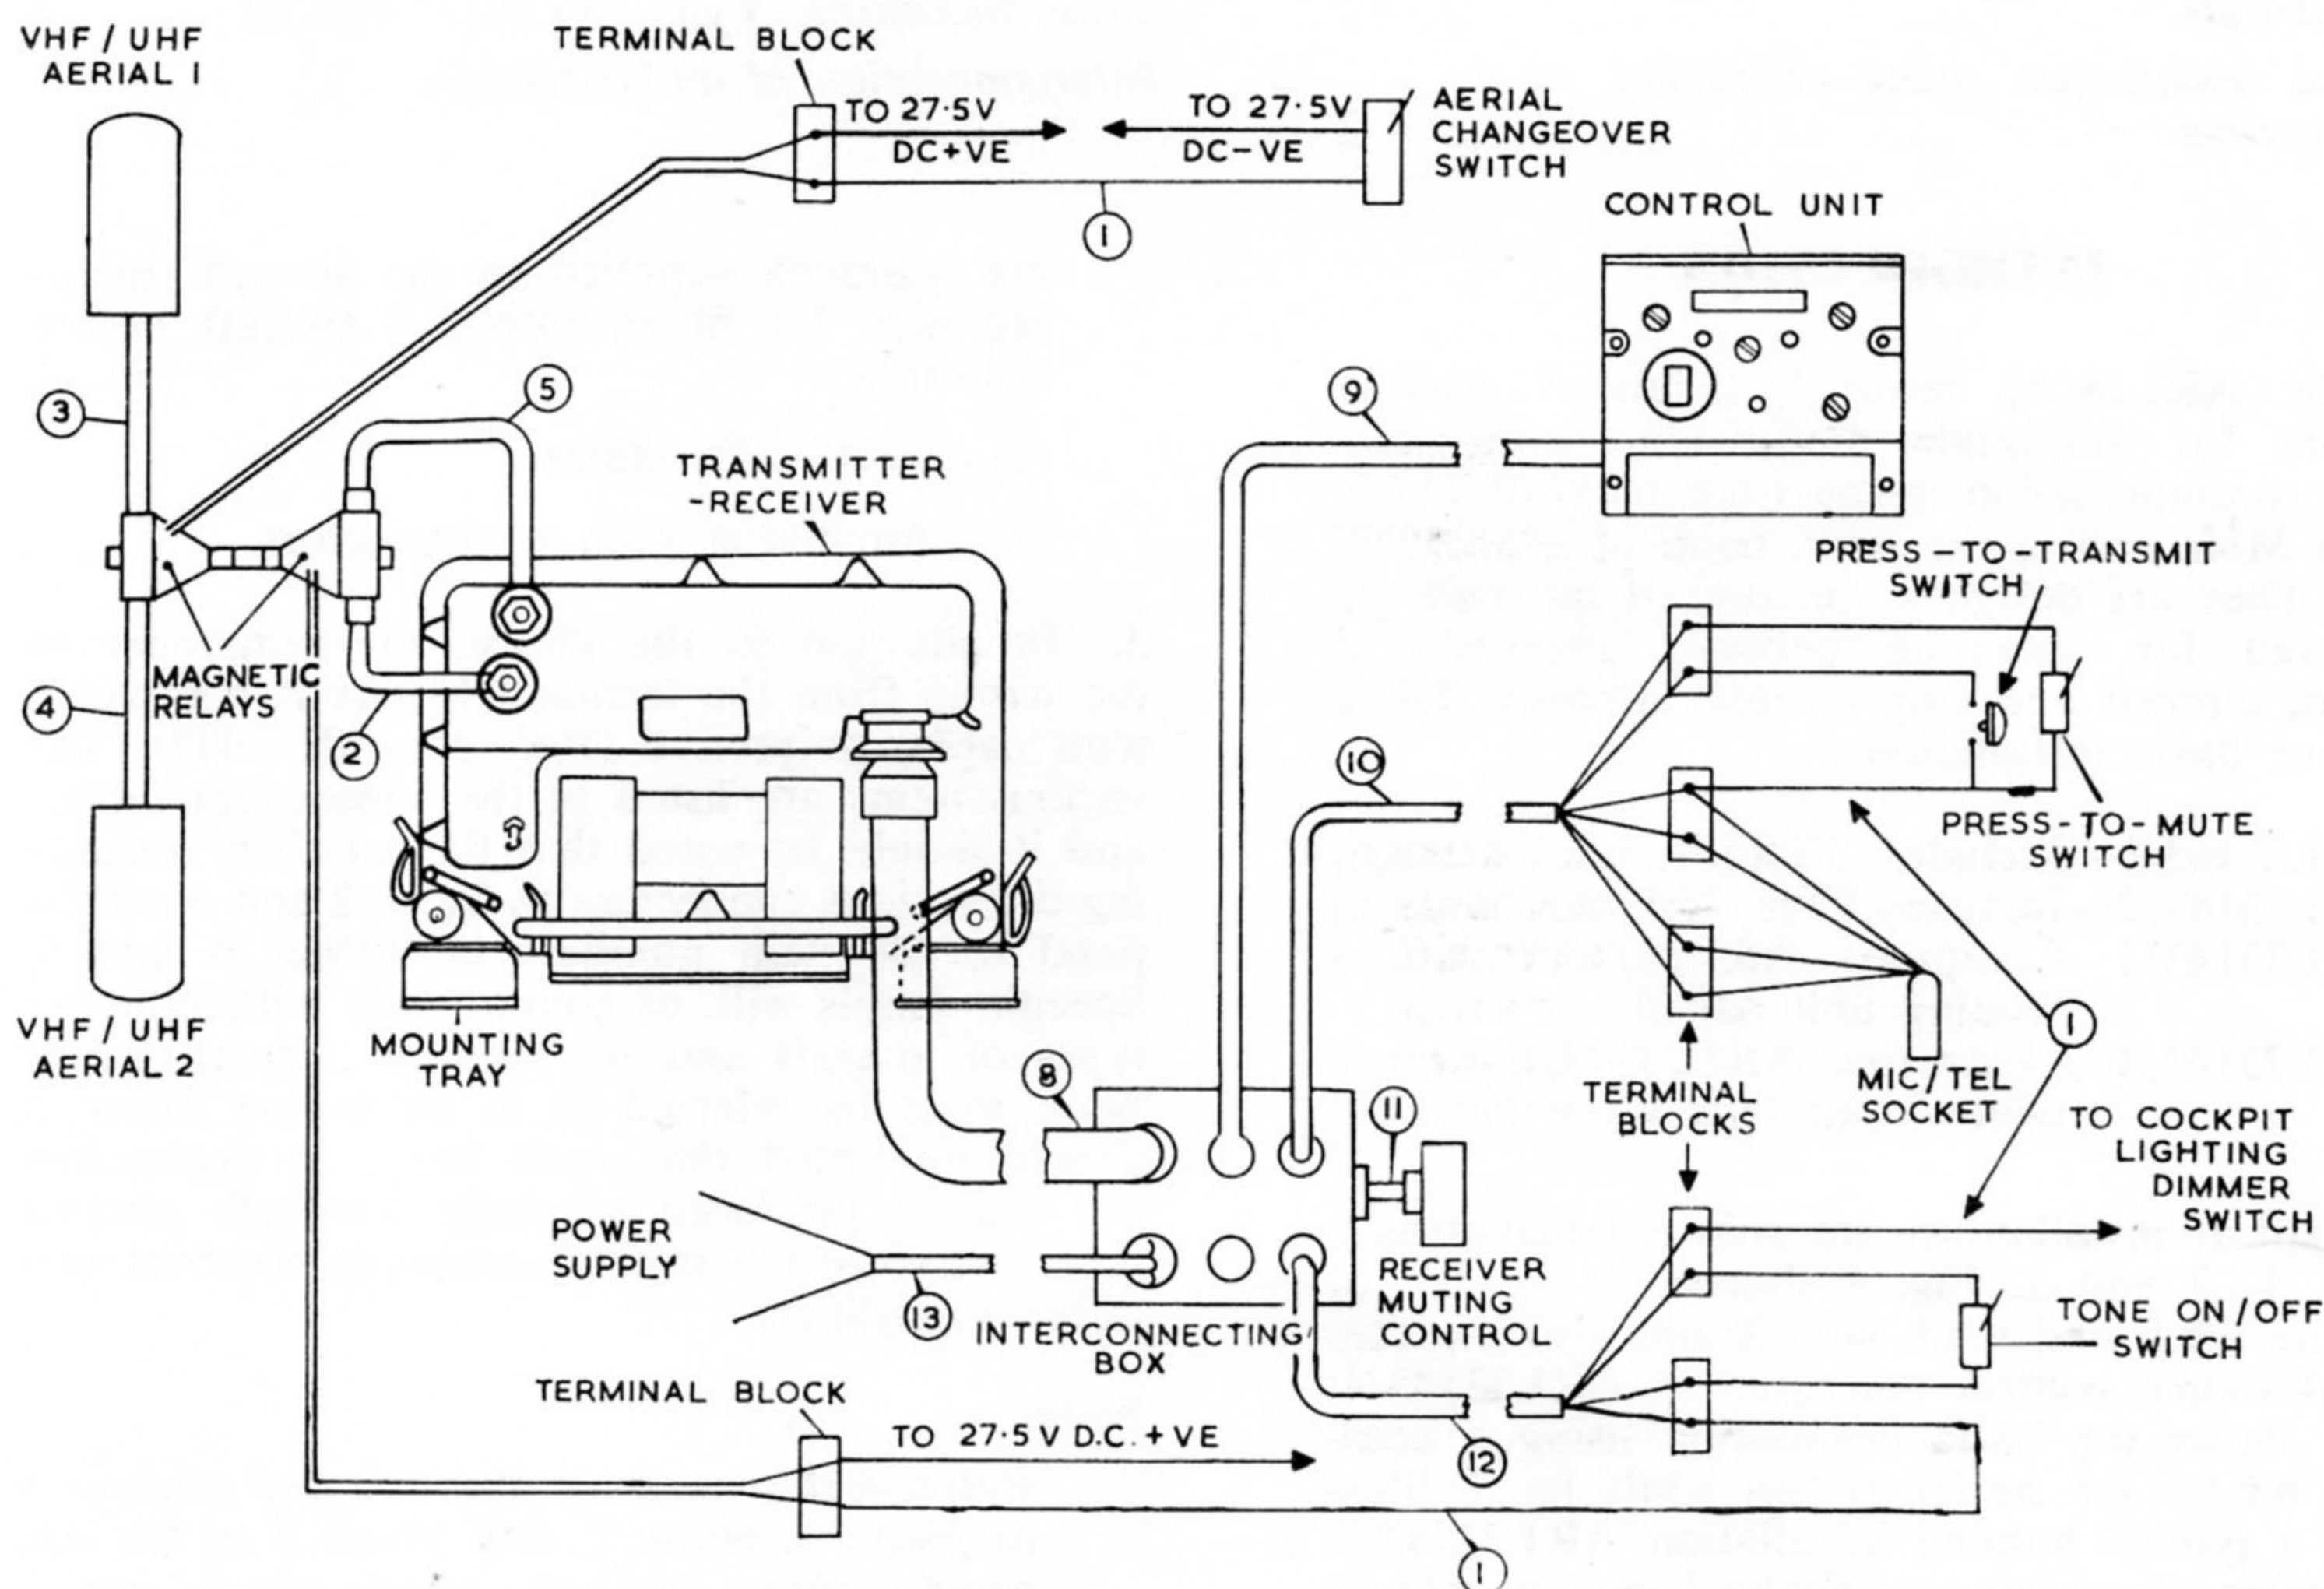 VHF / UHF
AERIAL 1
TERMINAL BLOCK
TO 27·5V
DC+VE
TO 27·5V
DC−VE
AERIAL
CHANGEOVER
SWITCH
1
CONTROL UNIT
3
5
9
TRANSMITTER
-RECEIVER
PRESS-TO-TRANSMIT
SWITCH
MAGNETIC
RELAYS
4
2
10
PRESS-TO-MUTE
SWITCH
VHF / UHF
AERIAL 2
MOUNTING
TRAY
8
11
1
TERMINAL
BLOCKS
MIC/TEL
SOCKET
TO COCKPIT
LIGHTING
DIMMER
SWITCH
POWER
SUPPLY
13
INTERCONNECTING
BOX
RECEIVER
MUTING
CONTROL
TONE ON/OFF
SWITCH
TERMINAL BLOCK
TO 27·5 V D.C. + VE
12
1